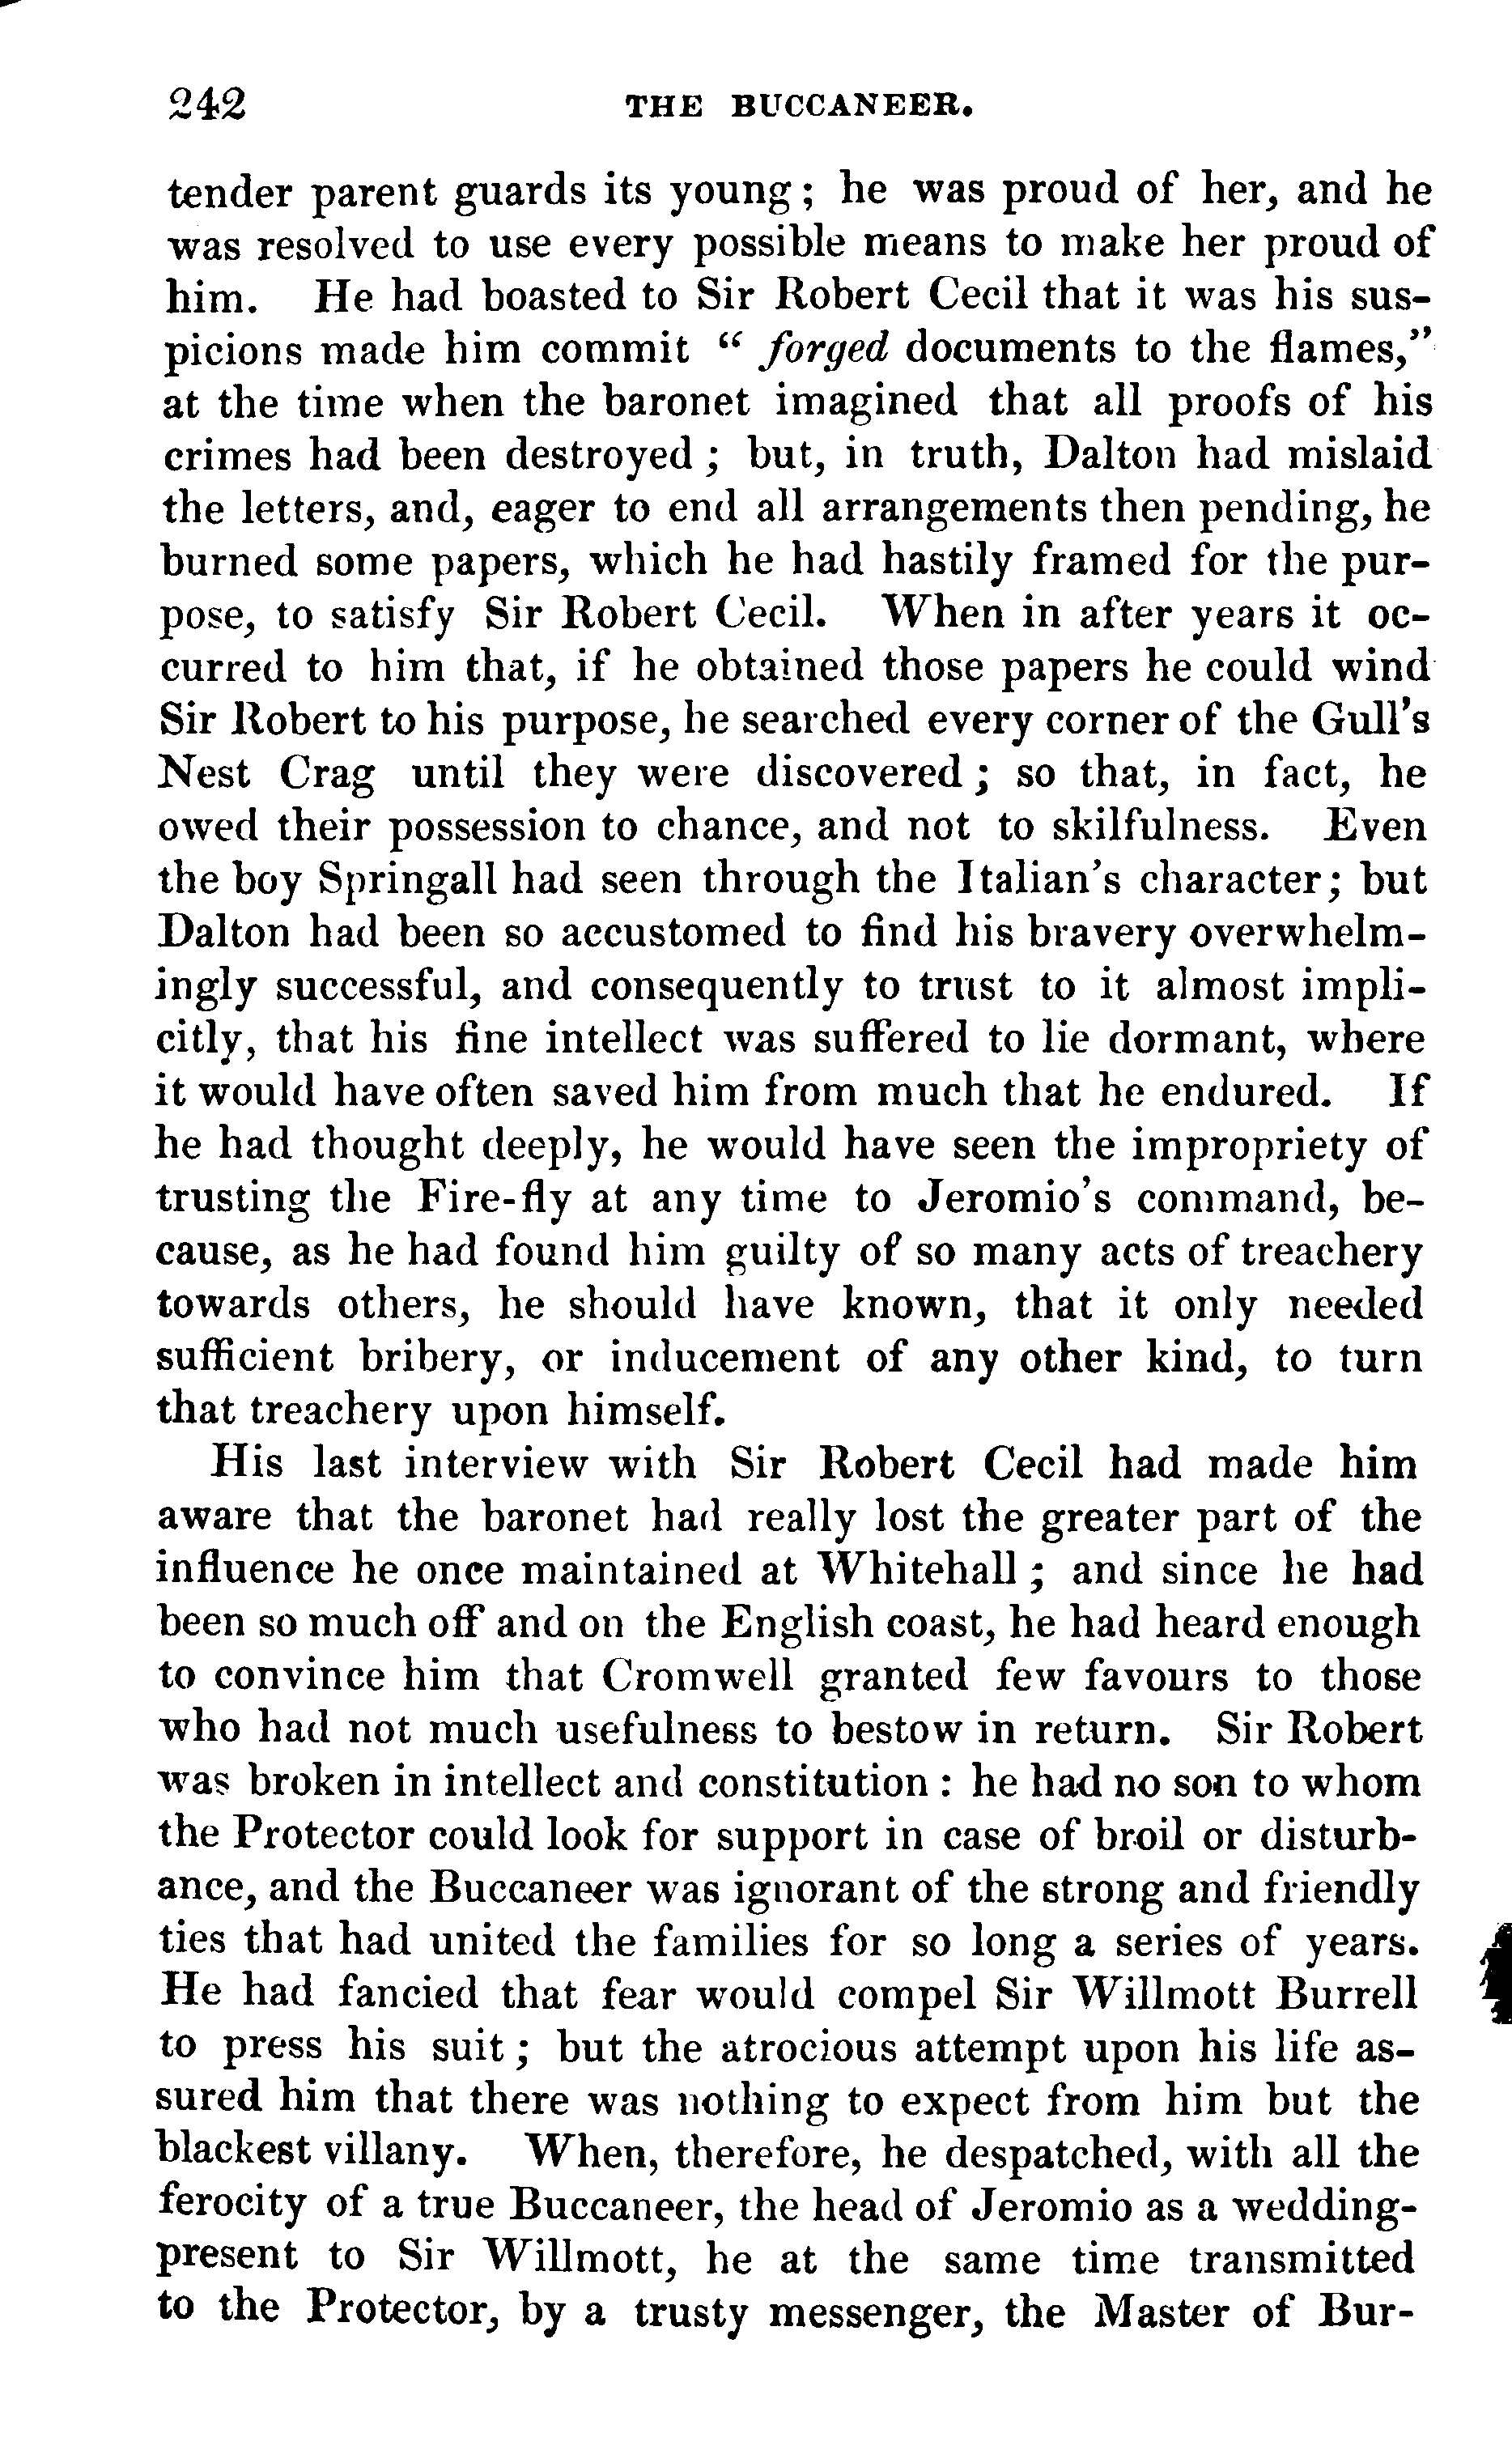 242 THE BUCCANEER.
tender parent guards its young; he was proud of her, and he
was resolved to use every possible means to make her proud of
him. He had boasted to Sir Robert Cecil that it was his sus-
picions made him commit “ forged documents to the flames,”
at the time when the baronet imagined that all proofs of his
crimes had been destroyed; but, in truth, Dalton had mislaid
the letters, and, eager to end all arrangements then pending, he
burned some papers, which he had hastily framed for the pur-
pose, to satisfy Sir Robert Cecil. When in after years it oc-
curred to him that, if he obtained those papers he could wind
Sir Robert to his purpose, he searched every corner of the Gull’s
Nest Crag until they were discovered; so that, in fact, he
owed their possession to chance, and not to skilfulness. Even
the boy Springall had seen through the Italian’s character; but
Dalton had been so accustomed to find his bravery overwhelm-
ingly successful, and consequently to trust to it almost impli-
citly, that his fine intellect was suffered to lie dormant, where
it would have often saved him from much that he endured. If
he had thought deeply, he would have seen the impropriety of
trusting the Fire-fly at any time to Jeromio’s command, be-
cause, as he had found him guilty of so many acts of treachery
towards others, he should have known, that it only needed
sufficient bribery, or inducement of any other kind, to turn
that treachery upon himself.
His last interview with Sir Robert Cecil had made him
aware that the baronet had really lost the greater part of the
influence he once maintained at Whitehall; and since he had
been so much off and on the English coast, he had heard enough
to convince him that Cromwell granted few favours to those
who had not much usefulness to bestow in return. Sir Robert
was broken in intellect and constitution: he had no son to whom
the Protector could look for support in case of broil or disturb-
ance, and the Buccaneer was ignorant of the strong and friendly
ties that had united the families for so long a series of years.
He had fancied that fear would compel Sir Willmott Burrell
to press his suit; but the atrocious attempt upon his life as-
sured him that there was nothing to expect from him but the
blackest villany. When, therefore, he despatched, with all the
ferocity of a true Buccaneer, the head of Jeromio as a wedding-
present to Sir Willmott, he at the same time transmitted
to the Protector, by a trusty messenger, the Master of Bur-